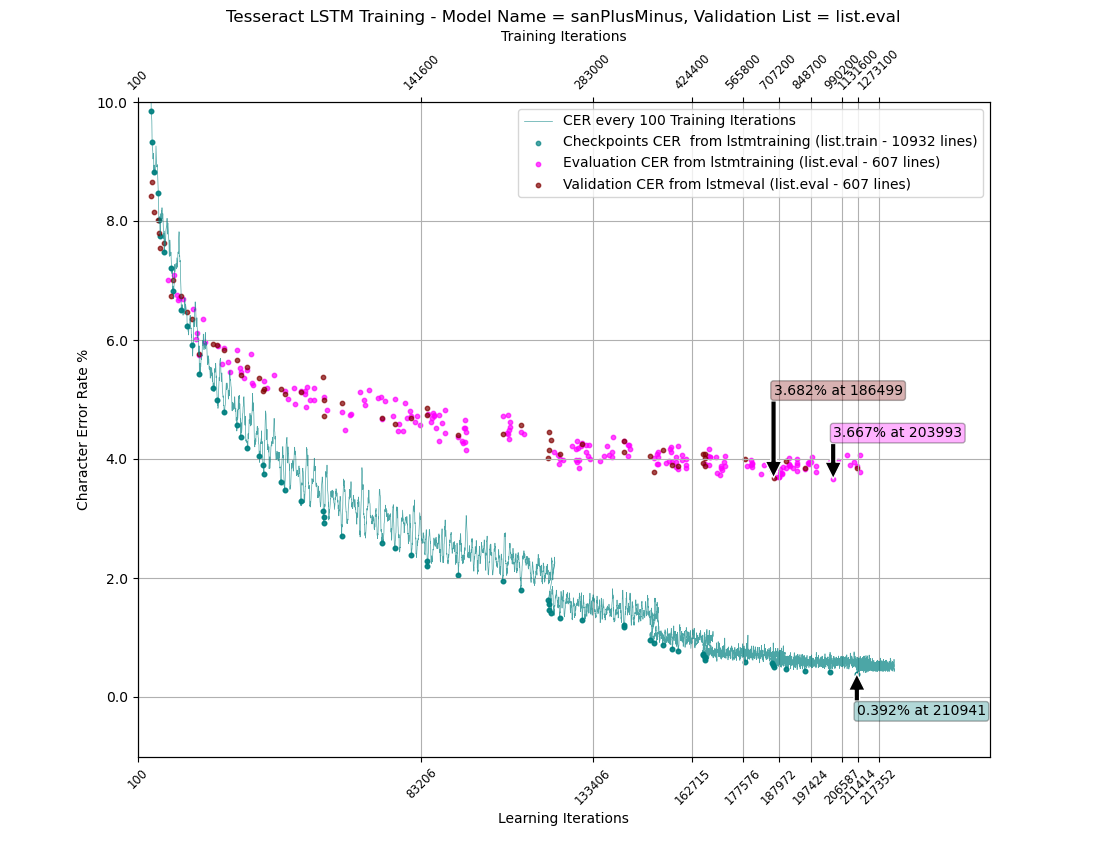 Tesseract LSTM Training - Model Name = sanPlusMinus, Validation List = list.eval
Training Iterations
100 141600 283000 424400 565800 707200 848700 990200 1131600 1273100
CER every 100 Training Iterations
Checkpoints CER  from lstmtraining (list.train - 10932 lines)
Evaluation CER from lstmtraining (list.eval - 607 lines)
Validation CER from lstmeval (list.eval - 607 lines)
Character Error Rate %
10.0
8.0
6.0
4.0
2.0
0.0
3.682% at 186499
3.667% at 203993
0.392% at 210941
100 83206 133406 162715 177576 187972 197424 206587 211414 217352
Learning Iterations